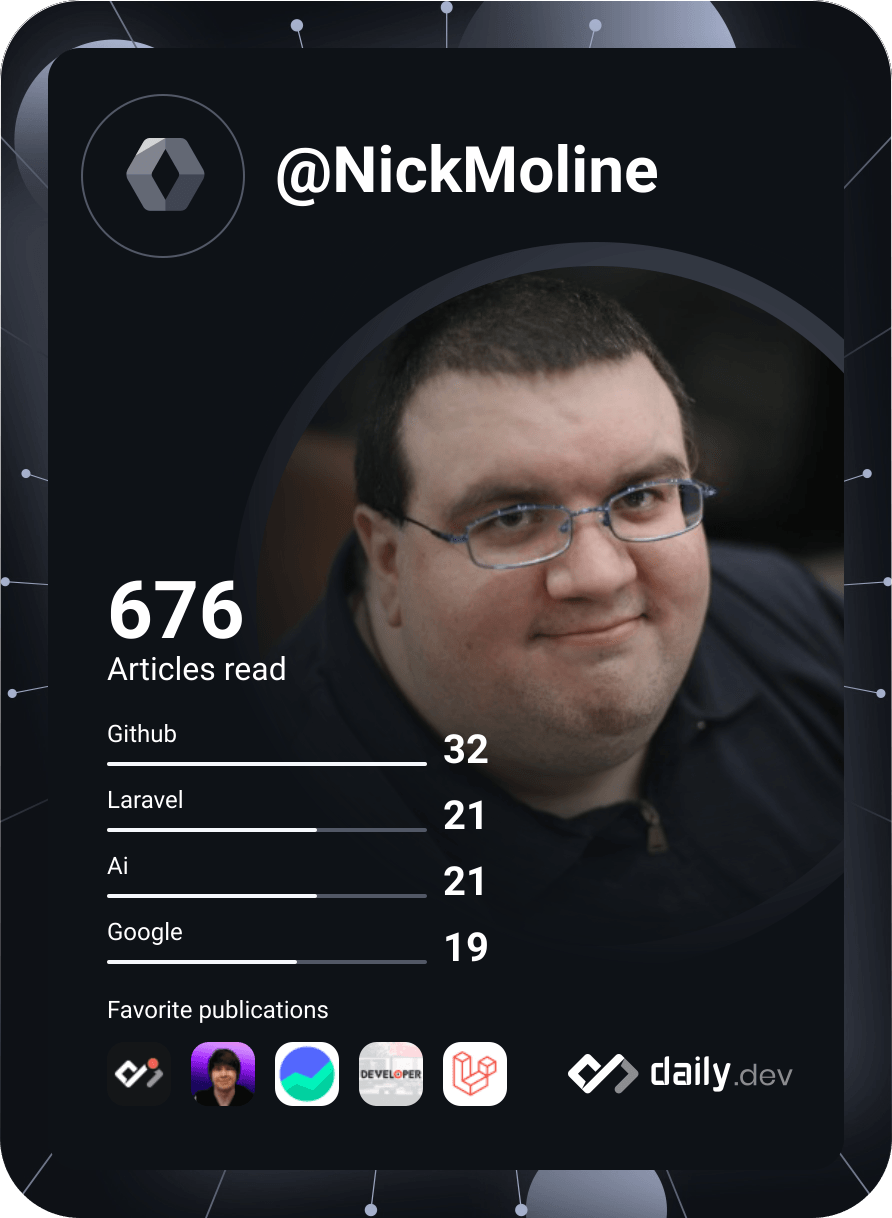 @NickMoline
676
Articles read
Github
32
Laravel
21
Ai
21
Google
19
Favorite publications
DEVELOPER
daily.dev